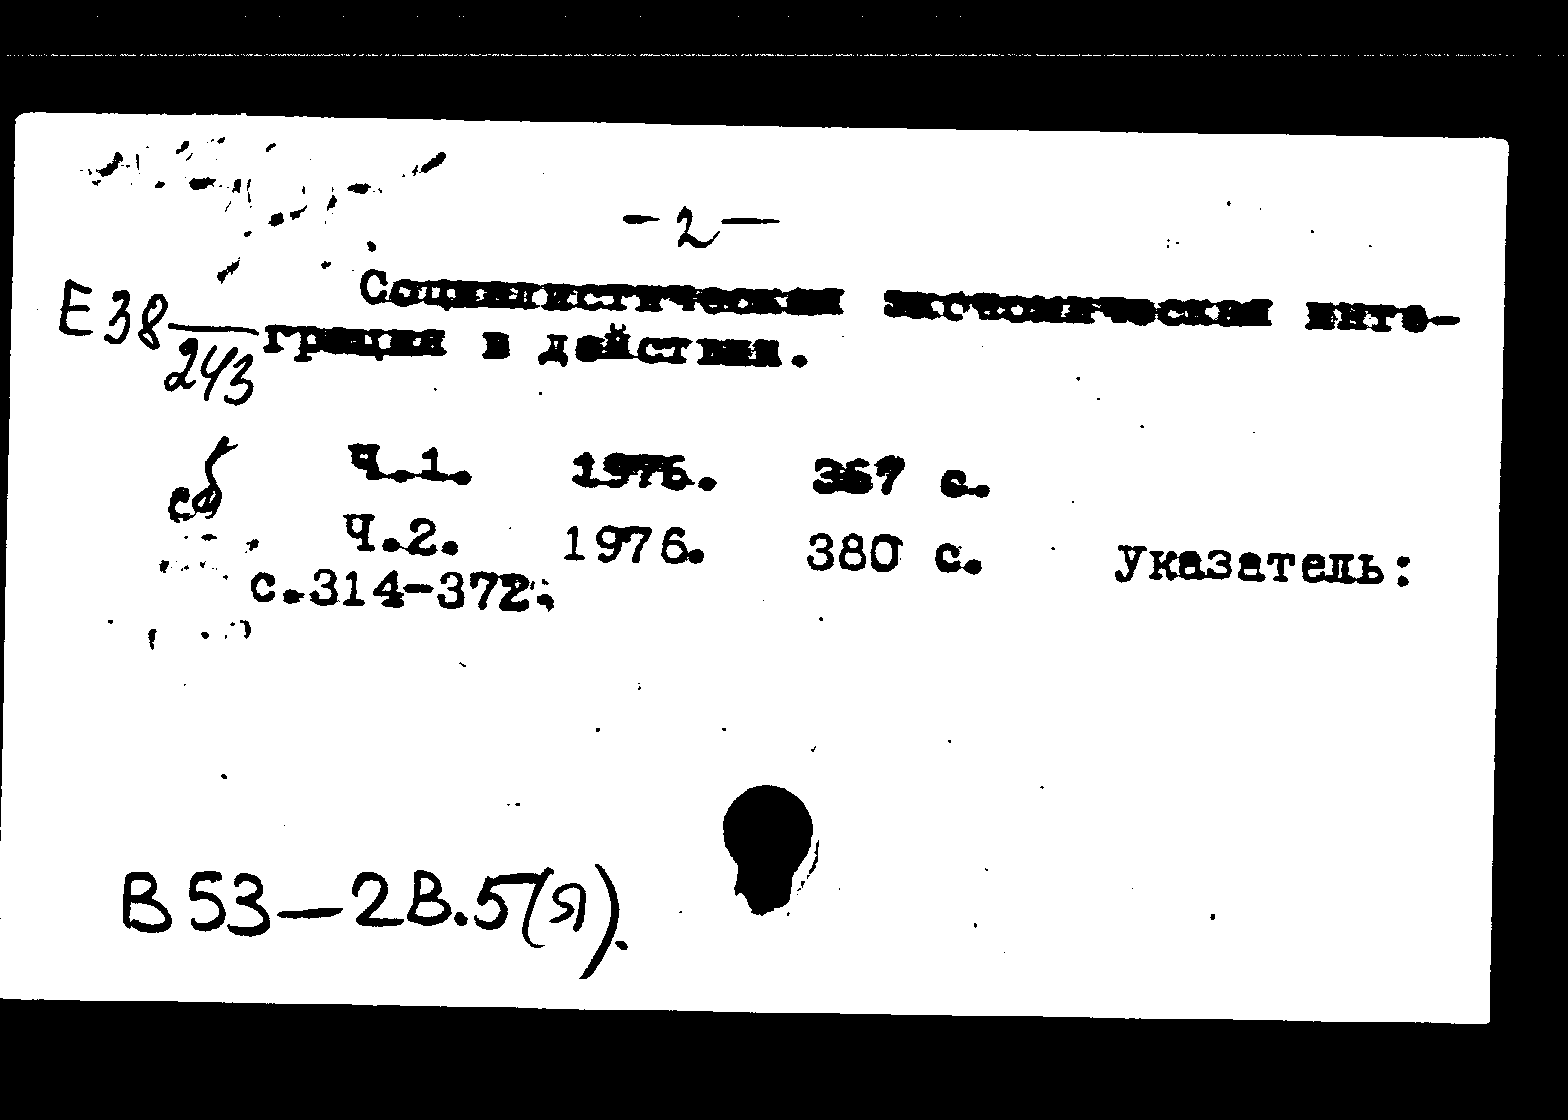 — 2 —
Социалистическая экономическая инте-
Е38
грация в действии.
243
Ч.1. 1976. 367 с.
сб
Ч.2. 1976. 380 с. указатель:
с.314-372.
В53—2В.5(Я).